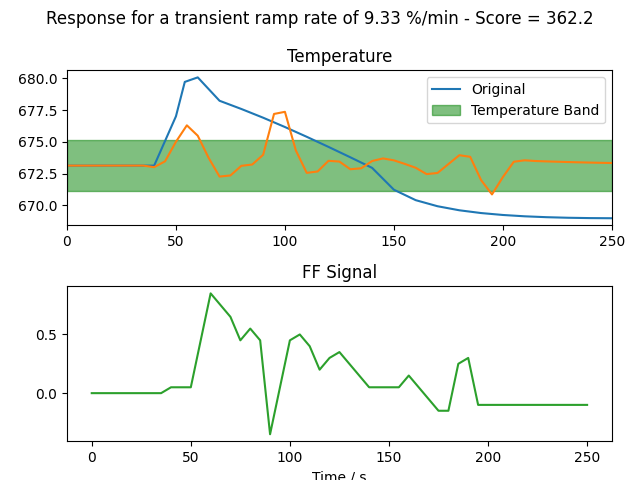 Response for a transient ramp rate of 9.33 %/min - Score = 362.2
Temperature
680.0
677.5
675.0
672.5
670.0
Original
Temperature Band
0 50 100 150 200 250
FF Signal
0.5
0.0
0 50 100 150 200 250
Time / s